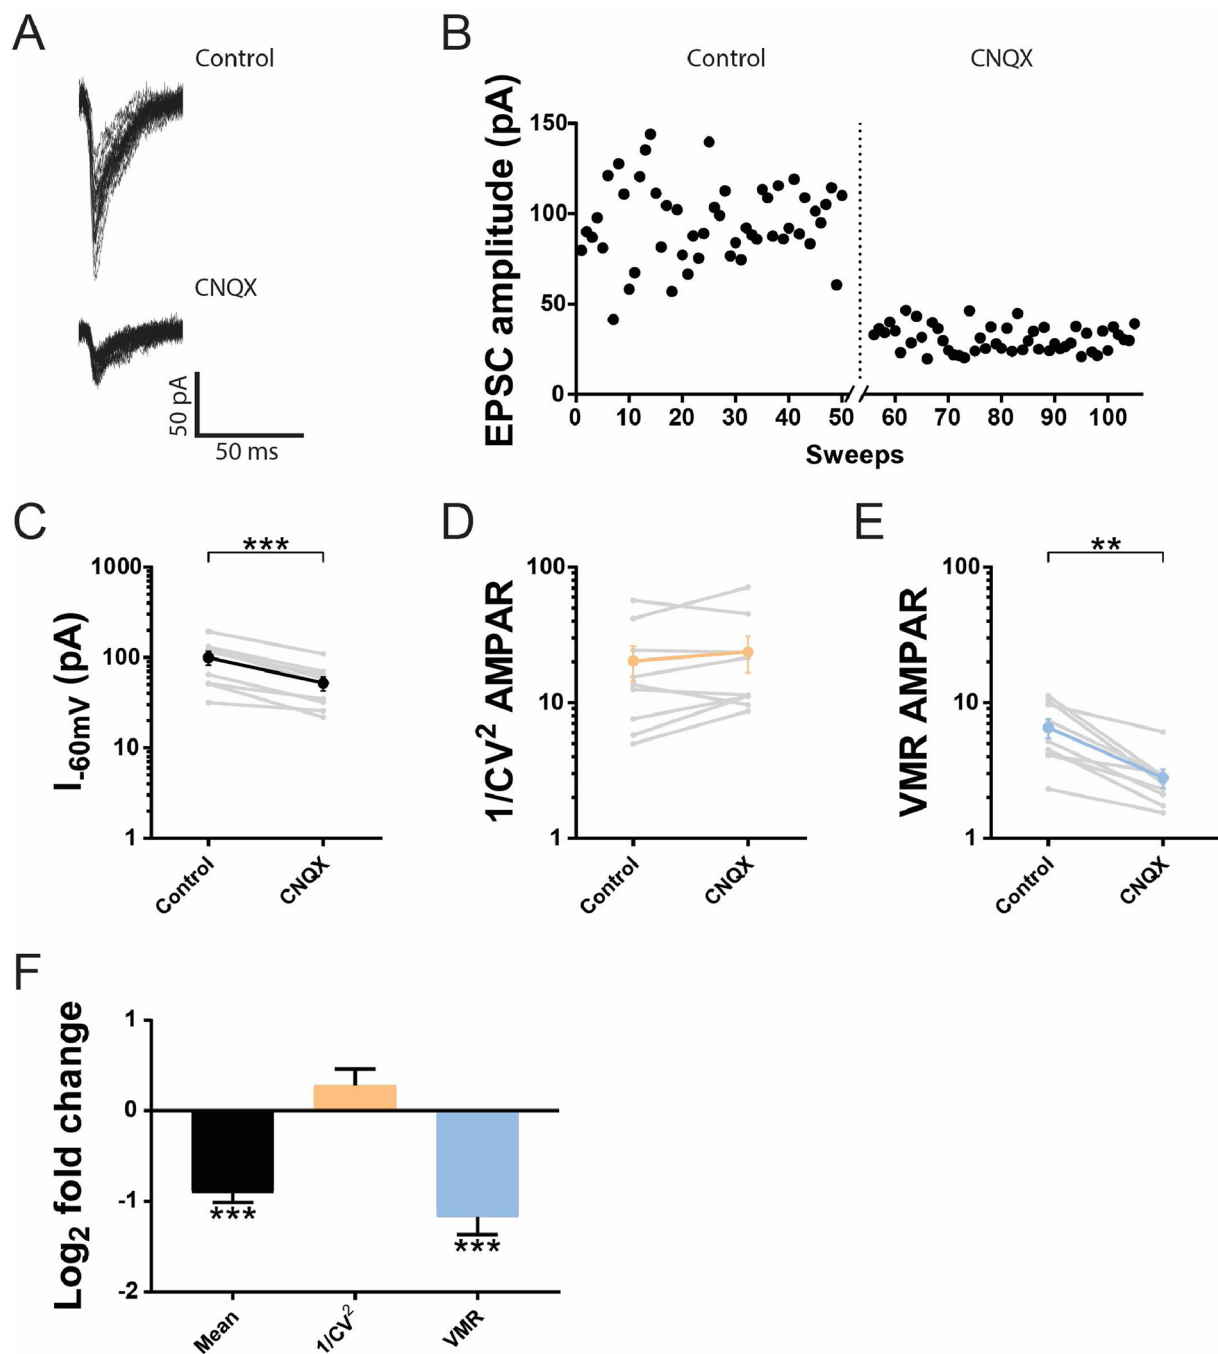 A
Control
CNQX
50 pA
50 ms
B
Control
CNQX
EPSC amplitude (pA)
150
100
50
0
0 10 20 30 40 50 60 70 80 90 100
Sweeps
C
***
I-60mV (pA)
1000
100
10
1
Control
CNQX
D
1/CV² AMPAR
100
10
1
Control
CNQX
E
**
VMR AMPAR
100
10
1
Control
CNQX
F
Log₂ fold change
1
0
-1
-2
***
***
Mean
1/CV²
VMR